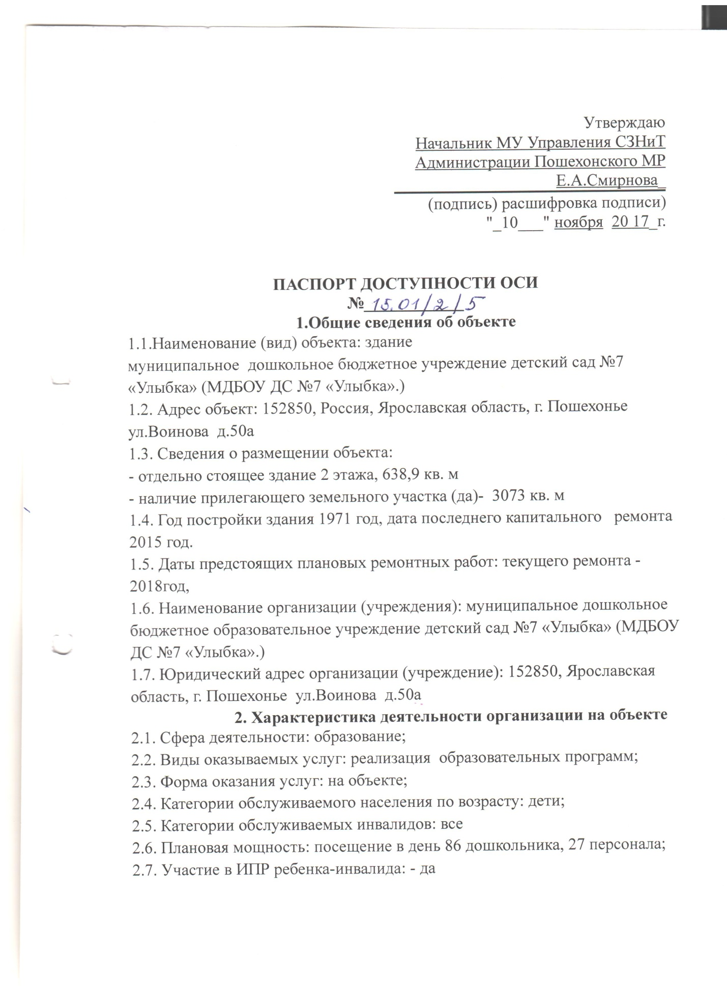 Утверждаю
Начальник МУ Управления СЗНиТ
Администрации Пошехонского МР
Е.А.Смирнова_
(подпись) расшифровка подписи)
"_10___" ноября  20 17_г.
ПАСПОРТ ДОСТУПНОСТИ ОСИ
№ 15.01/2/5
1.Общие сведения об объекте
1.1.Наименование (вид) объекта: здание
муниципальное  дошкольное бюджетное учреждение детский сад №7
«Улыбка» (МДБОУ ДС №7 «Улыбка».)
1.2. Адрес объект: 152850, Россия, Ярославская область, г. Пошехонье
ул.Воинова  д.50а
1.3. Сведения о размещении объекта:
- отдельно стоящее здание 2 этажа, 638,9 кв. м
- наличие прилегающего земельного участка (да)-  3073 кв. м
1.4. Год постройки здания 1971 год, дата последнего капитального   ремонта
2015 год.
1.5. Даты предстоящих плановых ремонтных работ: текущего ремонта -
2018год,
1.6. Наименование организации (учреждения): муниципальное дошкольное
бюджетное образовательное учреждение детский сад №7 «Улыбка» (МДБОУ
ДС №7 «Улыбка».)
1.7. Юридический адрес организации (учреждение): 152850, Ярославская
область, г. Пошехонье  ул.Воинова  д.50а
2. Характеристика деятельности организации на объекте
2.1. Сфера деятельности: образование;
2.2. Виды оказываемых услуг: реализация  образовательных программ;
2.3. Форма оказания услуг: на объекте;
2.4. Категории обслуживаемого населения по возрасту: дети;
2.5. Категории обслуживаемых инвалидов: все
2.6. Плановая мощность: посещение в день 86 дошкольника, 27 персонала;
2.7. Участие в ИПР ребенка-инвалида: - да